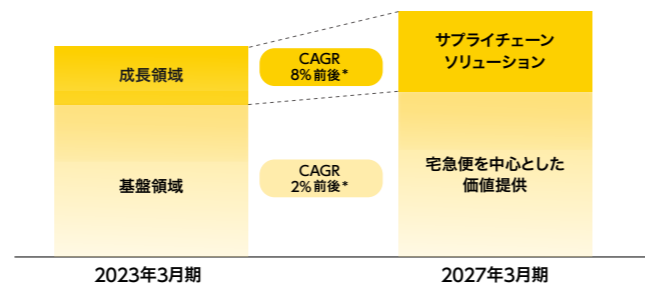 成長領域
CAGR
8%前後*
サプライチェーン
ソリューション
基盤領域
CAGR
2%前後*
宅急便を中心とした
価値提供
2023年3月期
2027年3月期